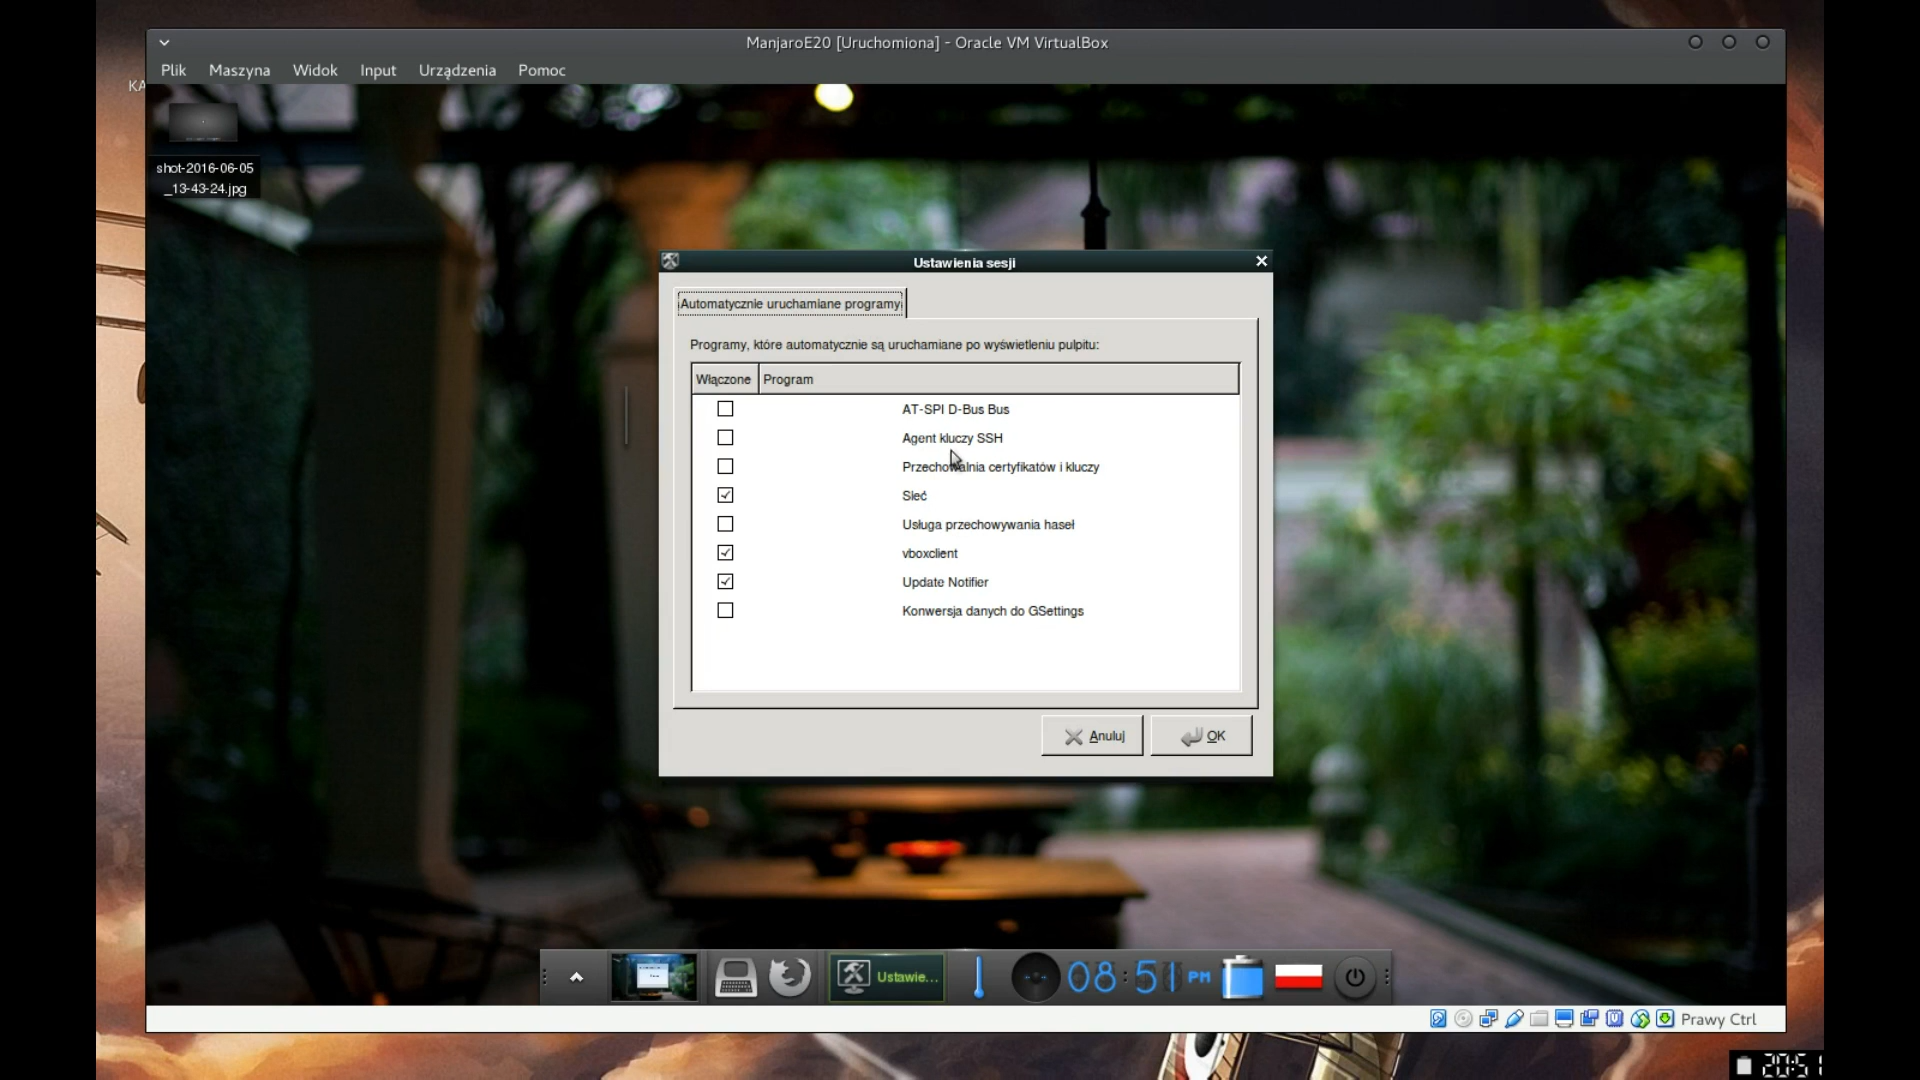 ManjaroE20 [Uruchomiona] - Oracle VM VirtualBox
Plik Maszyna Widok Input Urządzenia Pomoc
KA
shot-2016-06-05
_13-43-24.jpg
Ustawienia sesji
Automatycznie uruchamiane programy
Programy, które automatycznie są uruchamiane po wyświetleniu pulpitu:
Włączone Program
AT-SPI D-Bus Bus
Agent kluczy SSH
Przechowalnia certyfikatów i kluczy
Sieć
Usługa przechowywania haseł
vboxclient
Update Notifier
Konwersja danych do GSettings
Anuluj OK
Ustawie...
08:51 PM
Prawy Ctrl
20:51